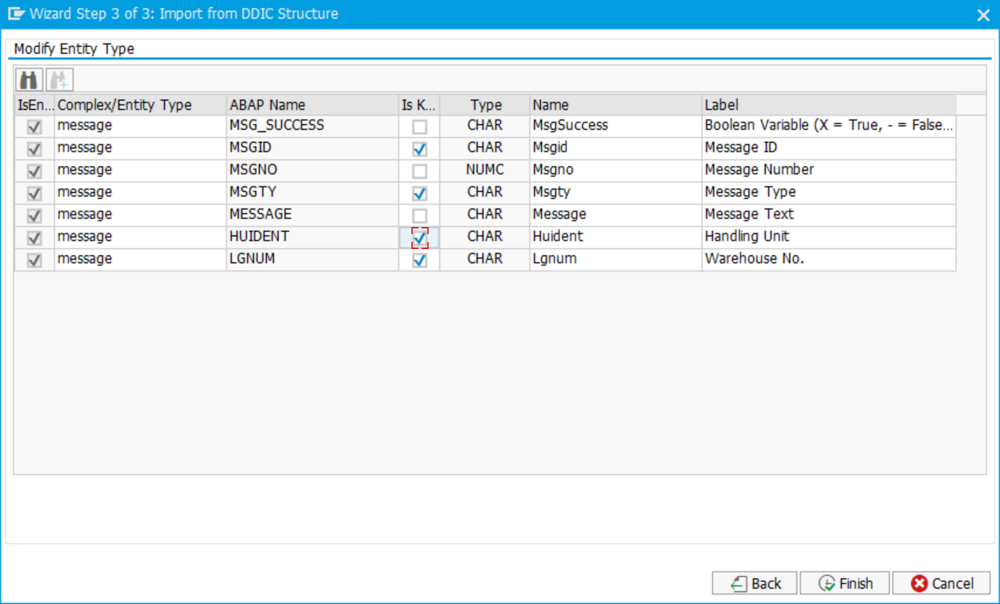 Wizard Step 3 of 3: Import from DDIC Structure
Modify Entity Type
IsEn... Complex/Entity Type ABAP Name Is K... Type Name Label
message MSG_SUCCESS CHAR MsgSuccess Boolean Variable (X = True, - = False...
message MSGID CHAR Msgid Message ID
message MSGNO NUMC Msgno Message Number
message MSGTY CHAR Msgty Message Type
message MESSAGE CHAR Message Message Text
message HUIDENT CHAR Huident Handling Unit
message LGNUM CHAR Lgnum Warehouse No.
Back Finish Cancel